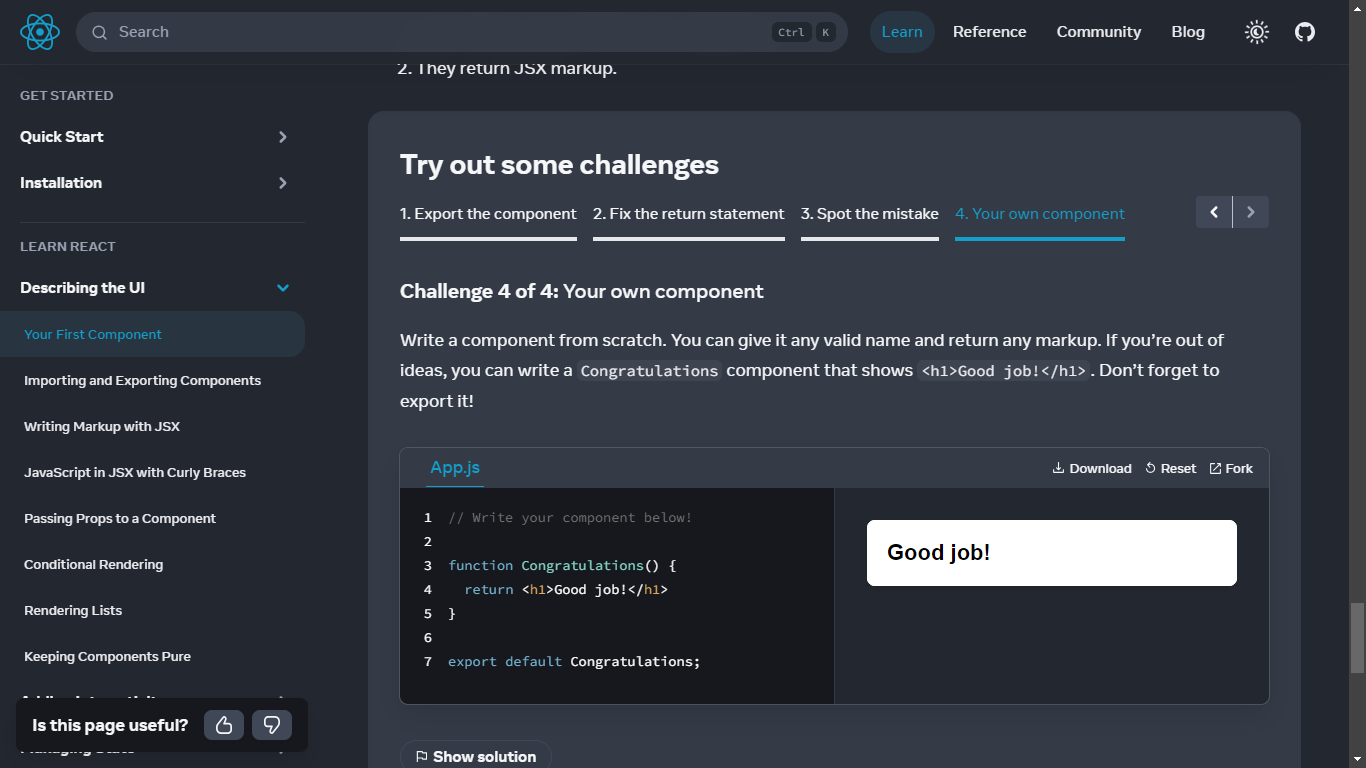 Search
Ctrl K
Learn
Reference
Community
Blog
GET STARTED
Quick Start
Installation
LEARN REACT
Describing the UI
Your First Component
Importing and Exporting Components
Writing Markup with JSX
JavaScript in JSX with Curly Braces
Passing Props to a Component
Conditional Rendering
Rendering Lists
Keeping Components Pure
Is this page useful?
2. They return JSX markup.
Try out some challenges
1. Export the component
2. Fix the return statement
3. Spot the mistake
4. Your own component
Challenge 4 of 4: Your own component
Write a component from scratch. You can give it any valid name and return any markup. If you’re out of
ideas, you can write a Congratulations component that shows <h1>Good job!</h1>. Don’t forget to
export it!
App.js
Download
Reset
Fork
1 // Write your component below!
2
3 function Congratulations() {
4 return <h1>Good job!</h1>
5 }
6
7 export default Congratulations;
Good job!
Show solution